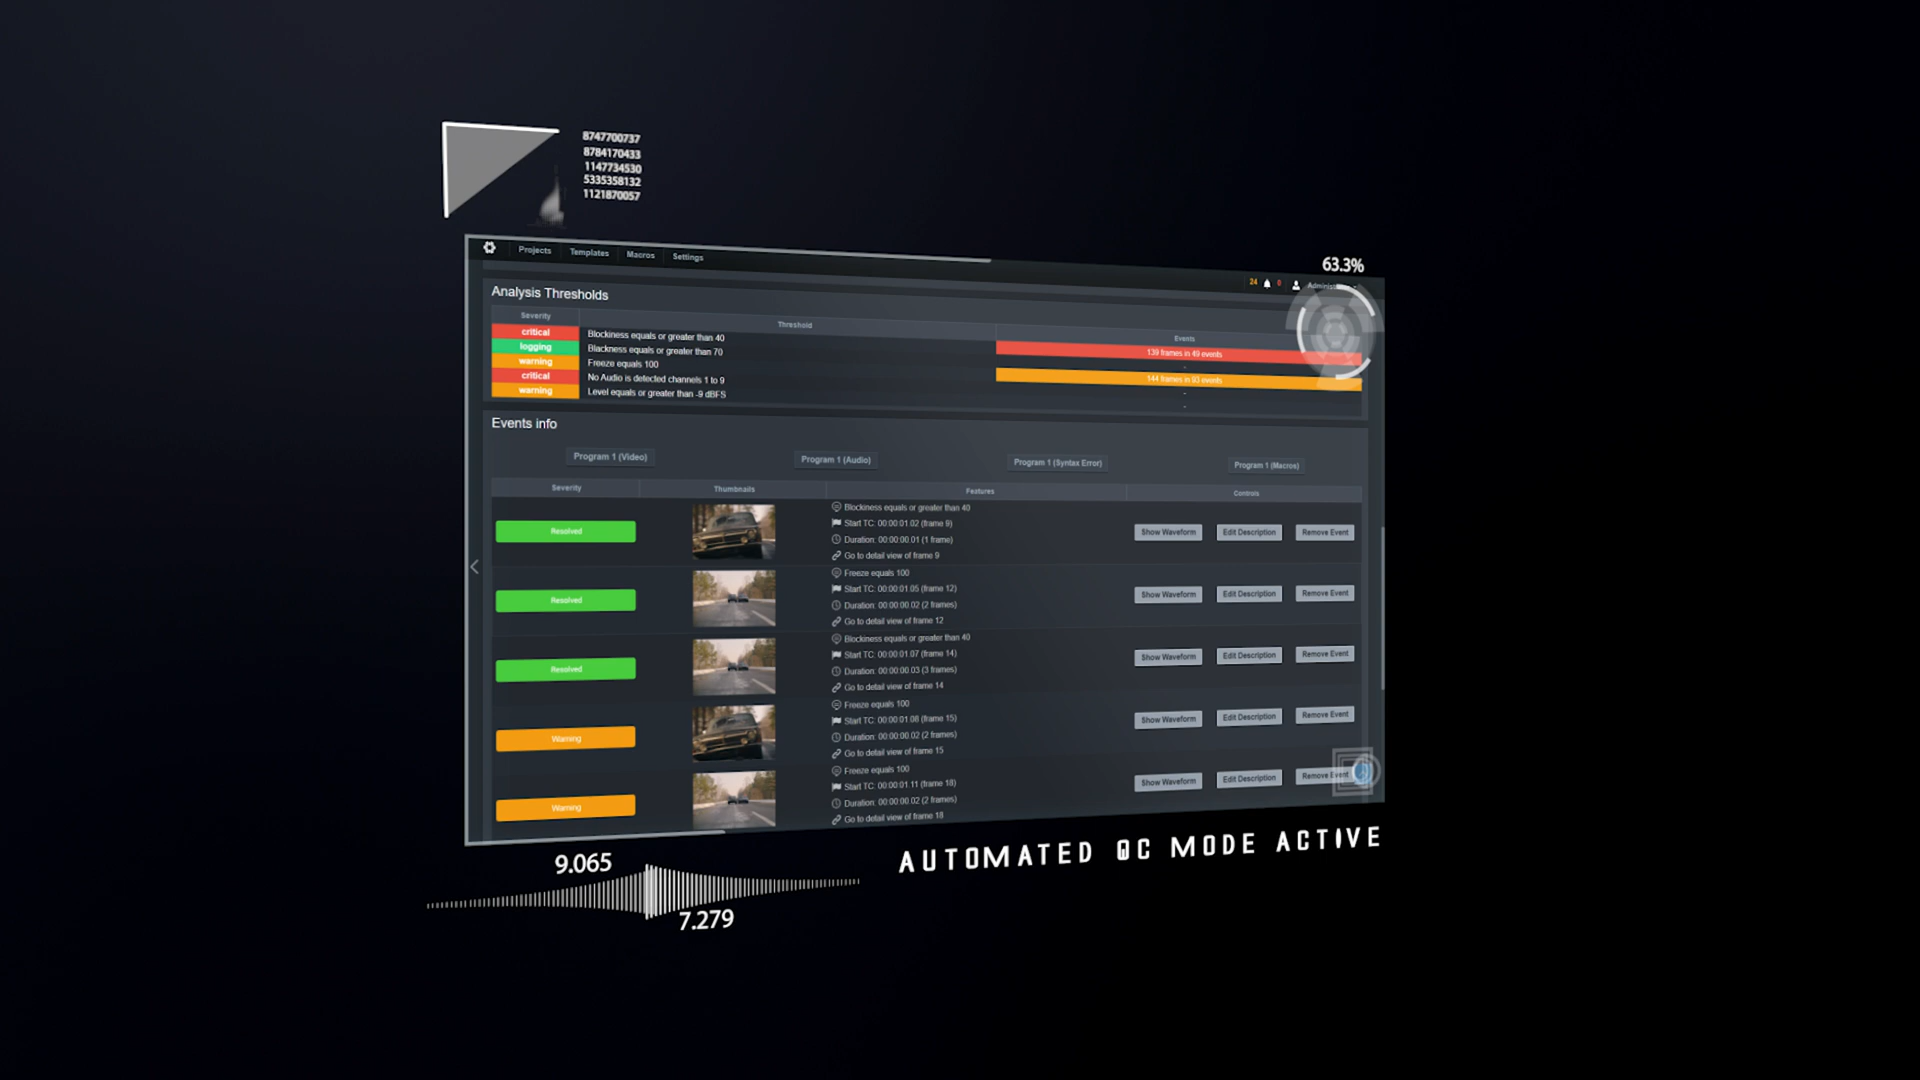 8747700737
8784170433
1147734530
5335358132
1121870057
Projects Templates Macros Settings
63.3%
24 0
Analysis Thresholds
Severity Threshold Events
critical Blockiness equals or greater than 40 139 frames in 49 events
logging Blackness equals or greater than 70 -
warning Freeze equals 100 144 frames in 93 events
critical No Audio is detected channels 1 to 9 -
warning Level equals or greater than -9 dBFS -
Events info
Program 1 (Video) Program 1 (Audio) Program 1 (Syntax Error) Program 1 (Macros)
Severity Thumbnails Features Controls
Blockiness equals or greater than 40
Start TC: 00:00:01.02 (frame 9)
Resolved Show Waveform Edit Description Remove Event
Duration: 00:00:00.01 (1 frame)
Go to detail view of frame 9
Freeze equals 100
Start TC: 00:00:01.05 (frame 12)
Resolved Show Waveform Edit Description Remove Event
Duration: 00:00:00.02 (2 frames)
Go to detail view of frame 12
Blockiness equals or greater than 40
Start TC: 00:00:01.07 (frame 14)
Resolved Show Waveform Edit Description Remove Event
Duration: 00:00:00.03 (3 frames)
Go to detail view of frame 14
Freeze equals 100
Start TC: 00:00:01.08 (frame 15)
Warning Show Waveform Edit Description Remove Event
Duration: 00:00:00.02 (2 frames)
Go to detail view of frame 15
Freeze equals 100
Start TC: 00:00:01.11 (frame 18)
Warning Show Waveform Edit Description Remove Event
Duration: 00:00:00.02 (2 frames)
Go to detail view of frame 18
AUTOMATED QC MODE ACTIVE
9.065
7.279